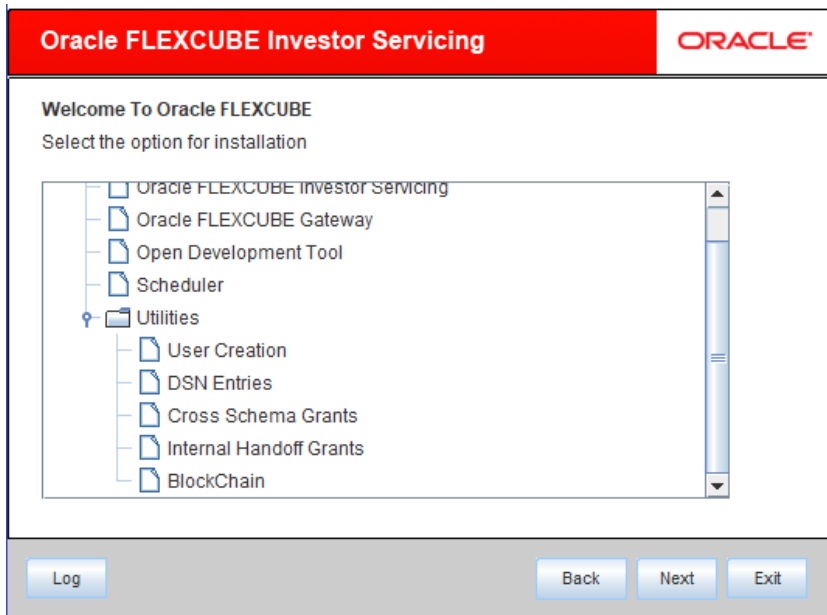 Oracle FLEXCUBE Investor Servicing
ORACLE
Welcome To Oracle FLEXCUBE
Select the option for installation
Oracle FLEXCUBE Investor Servicing
Oracle FLEXCUBE Gateway
Open Development Tool
Scheduler
Utilities
User Creation
DSN Entries
Cross Schema Grants
Internal Handoff Grants
BlockChain
Log
Back
Next
Exit